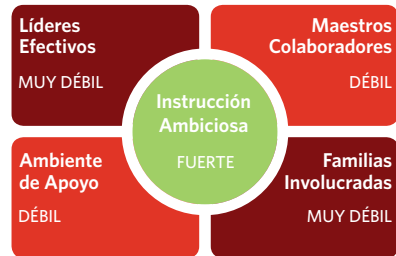 Líderes
Efectivos
MUY DÉBIL
Maestros
Colaboradores
DÉBIL
Instrucción
Ambiciosa
FUERTE
Ambiente
de Apoyo
DÉBIL
Familias
Involucradas
MUY DÉBIL